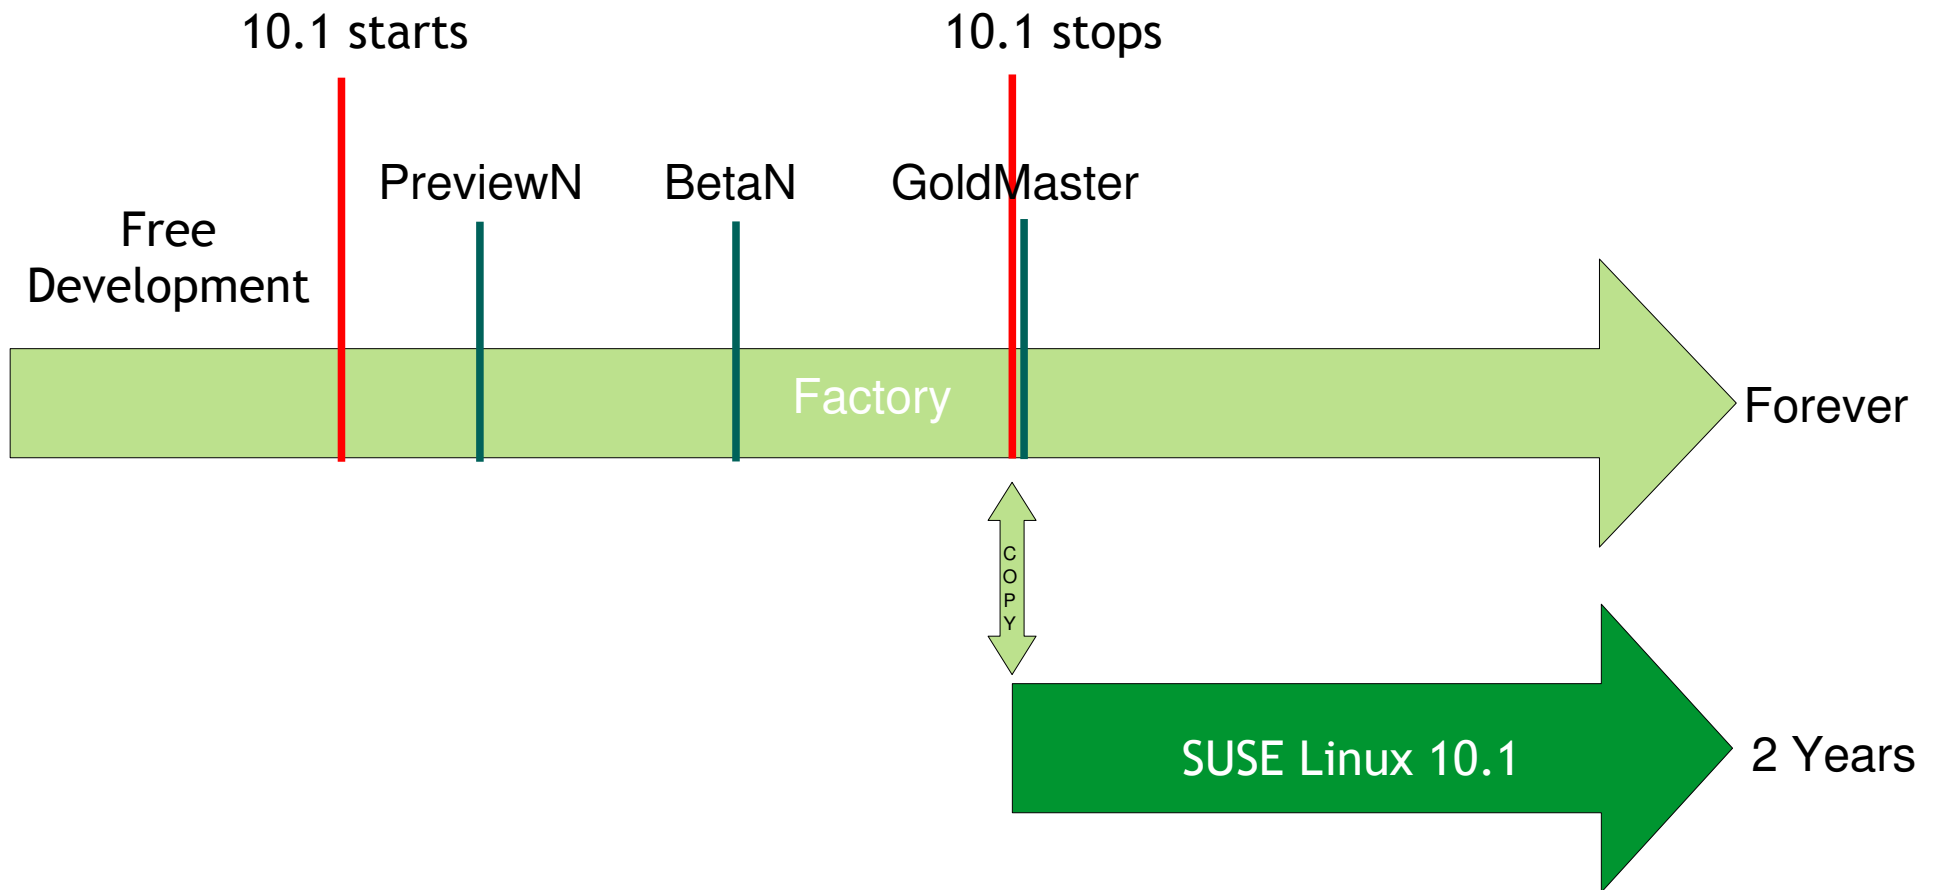 10.1 starts
10.1 stops
PreviewN
BetaN
GoldMaster
Free
Development
Factory
Forever
C
O
P
Y
SUSE Linux 10.1
2 Years